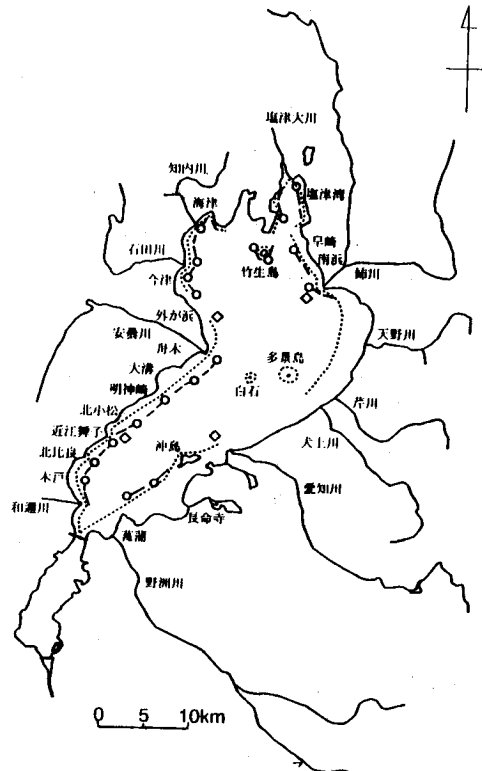 塩津大川
知内川
海津
塩津湾
石田川
早崎
南浜
竹生島
姉川
今津
外が浜
安曇川
舟木
天野川
大溝
多景島
明神崎
白石
北小松
芹川
近江舞子
犬上川
沖島
北比良
木戸
愛知川
和邇川
長命寺
菖蒲
野洲川
0 5 10km